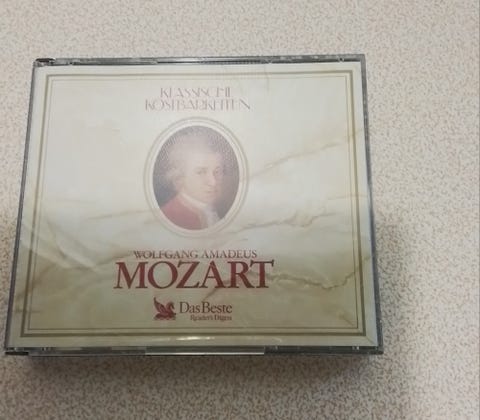 KLASSISCHE
KOSTBARKEITEN
WOLFGANG AMADEUS
MOZART
Das Beste
Reader's Digest